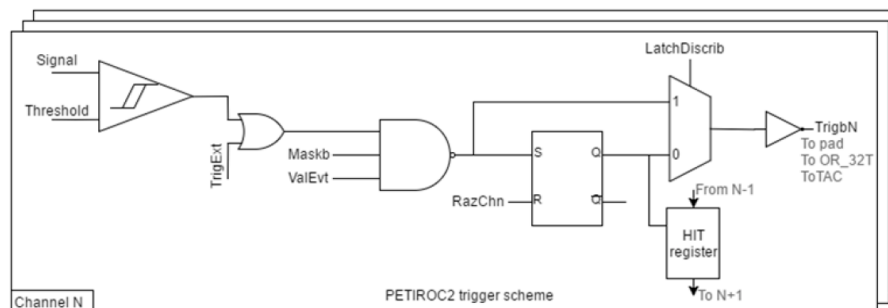 LatchDiscrib
Signal
Threshold
TrigExt
Maskb
ValEvt
RazChn
S
Q
R
Q
1
0
TrigbN
To pad
To OR_32T
ToTAC
From N-1
HIT
register
To N+1
PETIROC2 trigger scheme
Channel N